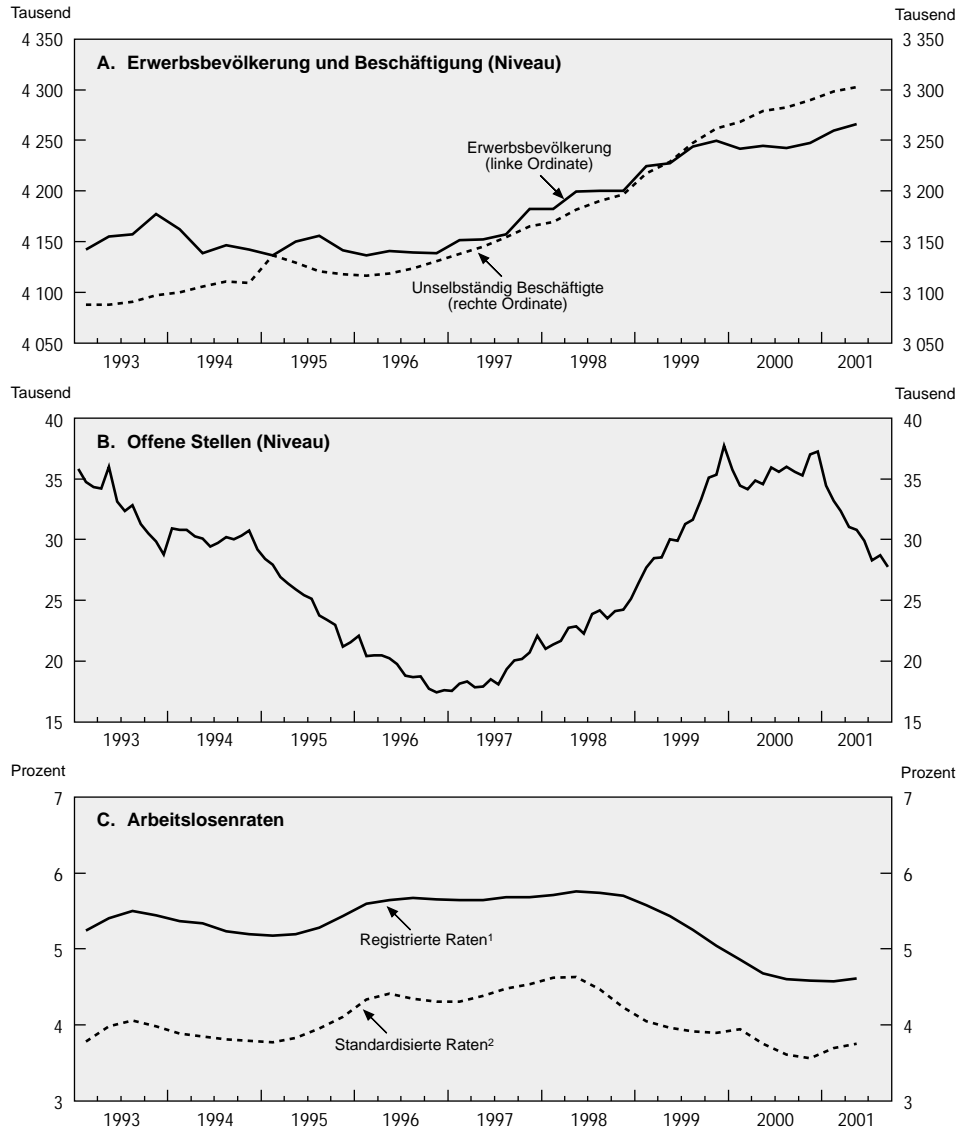 Tausend Tausend
4 350 3 350
A. Erwerbsbevölkerung und Beschäftigung (Niveau)
4 300 3 300
4 250 3 250
Erwerbsbevölkerung
(linke Ordinate)
4 200 3 200
4 150 3 150
Unselbständig Beschäftigte
(rechte Ordinate)
4 100 3 100
4 050 3 050
1993 1994 1995 1996 1997 1998 1999 2000 2001
Tausend Tausend
40 40
B. Offene Stellen (Niveau)
35 35
30 30
25 25
20 20
15 15
1993 1994 1995 1996 1997 1998 1999 2000 2001
Prozent Prozent
7 7
C. Arbeitslosenraten
6 6
Registrierte Raten¹
5 5
4 4
Standardisierte Raten²
3 3
1993 1994 1995 1996 1997 1998 1999 2000 2001